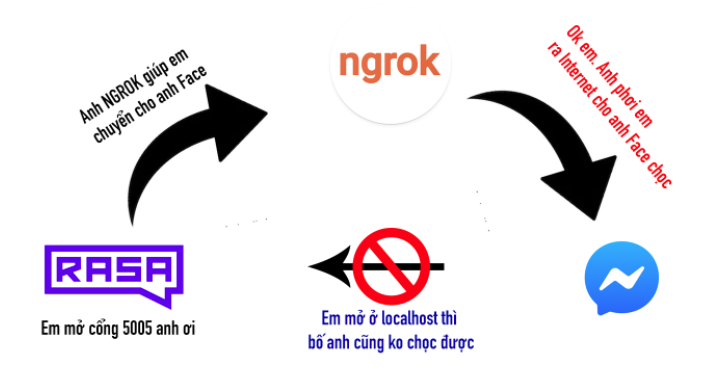 Anh NGROK giúp em
chuyển cho anh Face
ngrok
Ok em. Anh phơi em
ra Internet cho anh Face chọc
RASA
Em mở cổng 5005 anh ơi
Em mở ở localhost thì
bố anh cũng ko chọc được